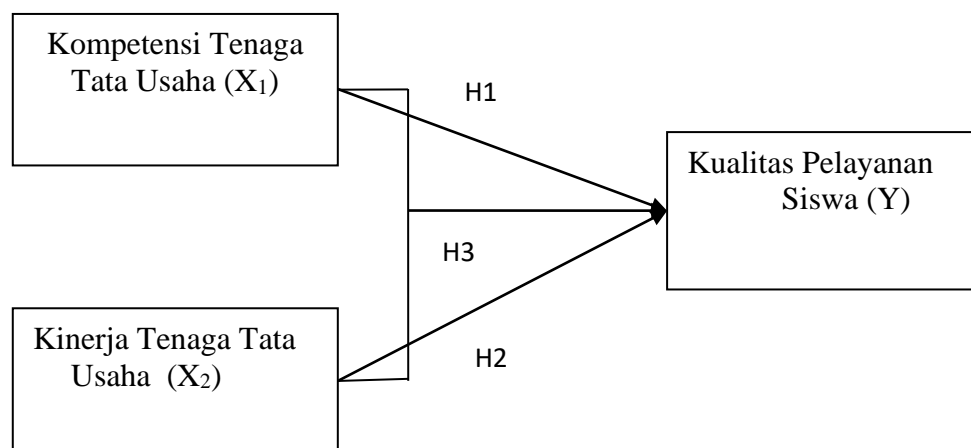 Kompetensi Tenaga
Tata Usaha (X₁)
H1
Kualitas Pelayanan
Siswa (Y)
H3
Kinerja Tenaga Tata
Usaha (X₂)
H2